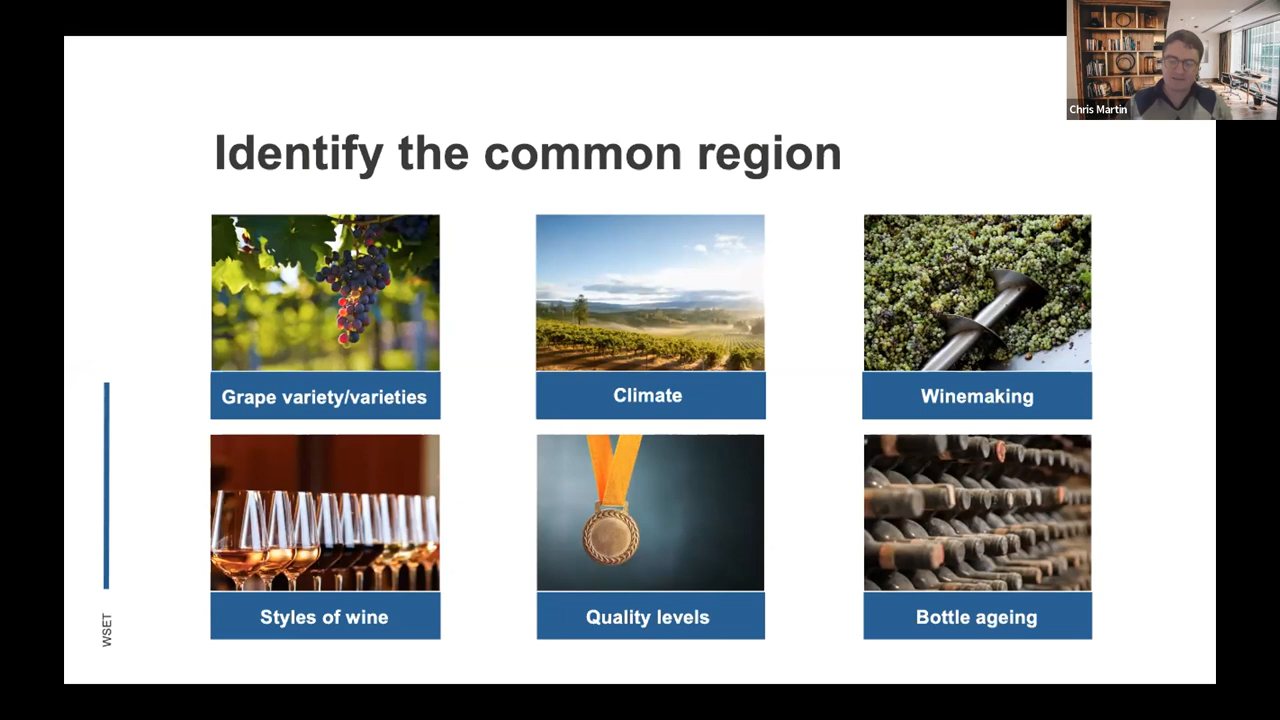 Chris Martin
Identify the common region
Grape variety/varieties
Climate
Winemaking
Styles of wine
Quality levels
Bottle ageing
WSET